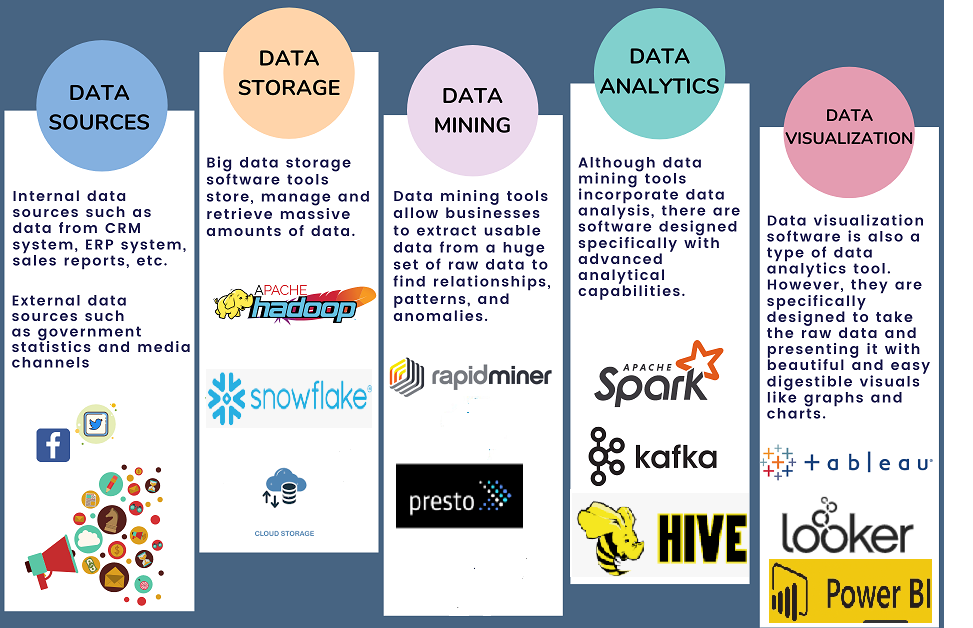 DATA
SOURCES
Internal data
sources such as
data from CRM
system, ERP system,
sales reports, etc.
External data
sources such
as government
statistics and media
channels
DATA
STORAGE
Big data storage
software tools
store, manage and
retrieve massive
amounts of data.
APACHE
hadoop
snowflake®
CLOUD STORAGE
DATA
MINING
Data mining tools
allow businesses
to extract usable
data from a huge
set of raw data to
find relationships,
patterns, and
anomalies.
rapidminer
presto
DATA
ANALYTICS
Although data
mining tools
incorporate data
analysis, there are
software designed
specifically with
advanced
analytical
capabilities.
APACHE
Spark
kafka
HIVE
DATA
VISUALIZATION
Data visualization
software is also a
type of data
analytics tool.
However, they are
specifically
designed to take
the raw data and
presenting it with
beautiful and easy
digestible visuals
like graphs and
charts.
+ableau®
looker
Power BI